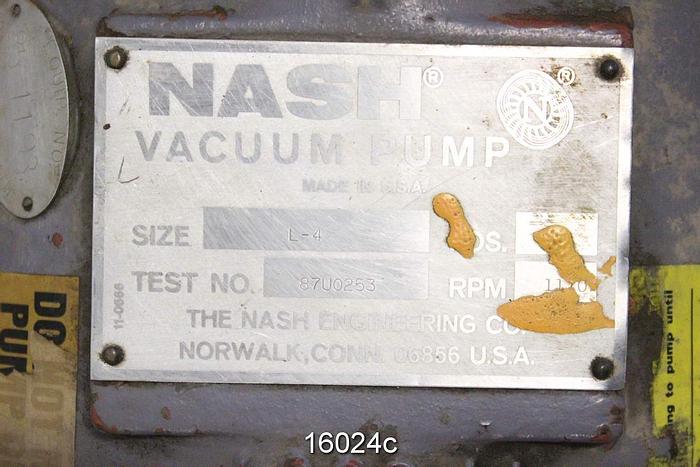 NASH®
N ®
VACUUM PUMP
MADE IN U.S.A.
SIZE L-4
TEST NO. 87U0253 RPM
THE NASH ENGINEERING CO
NORWALK, CONN. 06856 U.S.A.
11-0686
DO NOT
PUR
to pump until
16024c